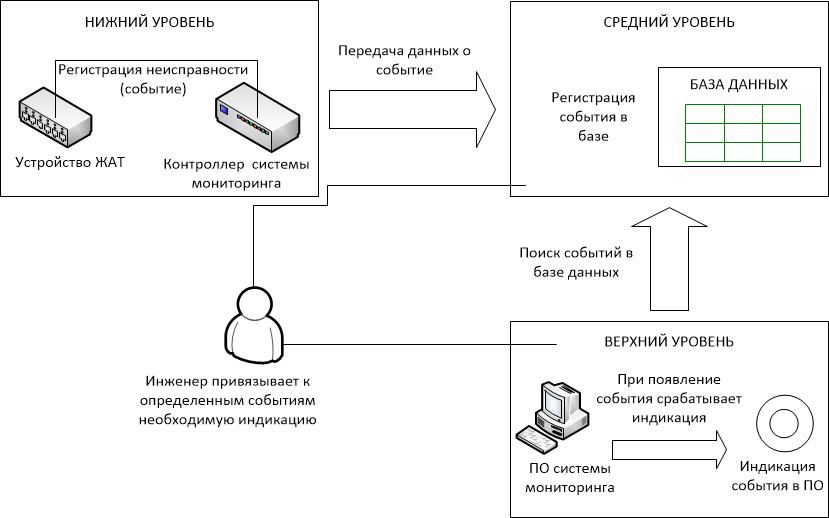 НИЖНИЙ УРОВЕНЬ
Регистрация неисправности
(событие)
Устройство ЖАТ
Контроллер системы
мониторинга
Передача данных о
событие
СРЕДНИЙ УРОВЕНЬ
Регистрация
события в
базе
БАЗА ДАННЫХ
Поиск событий в
базе данных
Инженер привязывает к
определенным событиям
необходимую индикацию
ВЕРХНИЙ УРОВЕНЬ
При появление
события срабатывает
индикация
ПО системы
мониторинга
Индикация
события в ПО